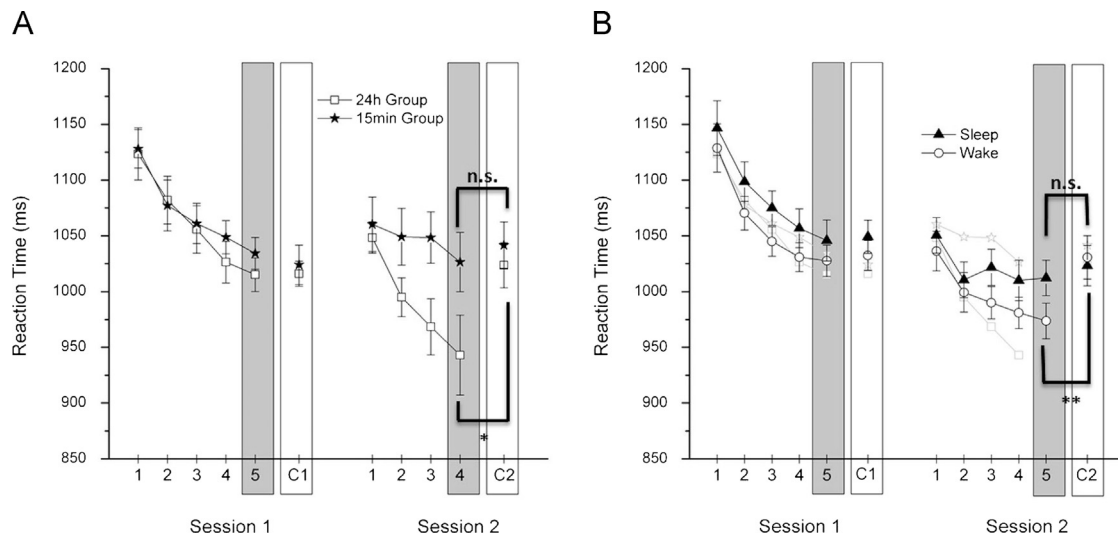 A
Reaction Time (ms)
1200
1150
1100
1050
1000
950
900
850
24h Group
15min Group
n.s.
*
1 2 3 4 5 C1 1 2 3 4 C2
Session 1 Session 2
B
Reaction Time (ms)
1200
1150
1100
1050
1000
950
900
850
Sleep
Wake
n.s.
**
1 2 3 4 5 C1 1 2 3 4 5 C2
Session 1 Session 2